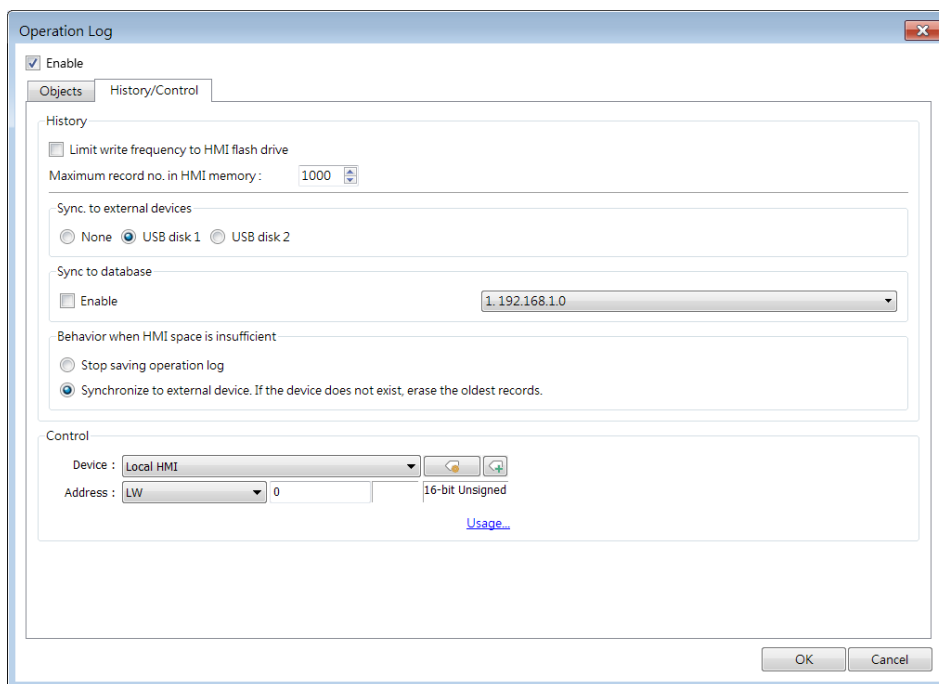 Operation Log
Enable
Objects History/Control
History
Limit write frequency to HMI flash drive
Maximum record no. in HMI memory : 1000
Sync. to external devices
None USB disk 1 USB disk 2
Sync to database
Enable 1. 192.168.1.0
Behavior when HMI space is insufficient
Stop saving operation log
Synchronize to external device. If the device does not exist, erase the oldest records.
Control
Device : Local HMI
Address : LW 0 16-bit Unsigned
Usage...
OK Cancel